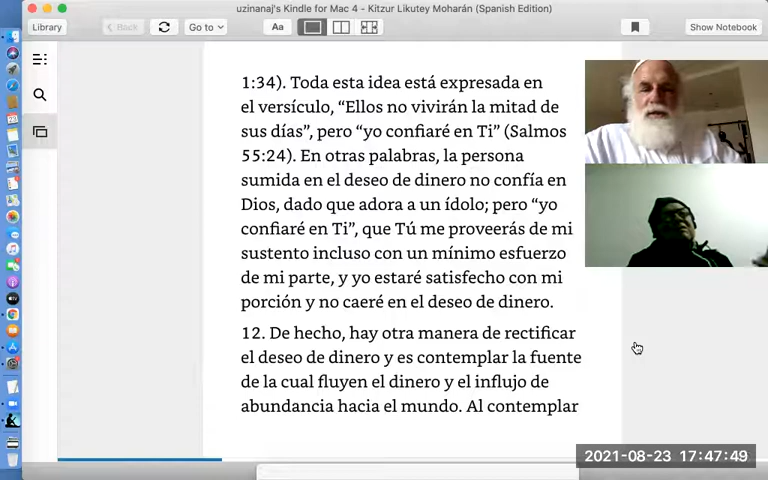 uzinanaj's Kindle for Mac 4 - Kitzur Likutey Moharán (Spanish Edition)
Library
Back
Go to
Aa
Show Notebook
1:34). Toda esta idea está expresada en
el versículo, “Ellos no vivirán la mitad de
sus días”, pero “yo confiaré en Ti” (Salmos
55:24). En otras palabras, la persona
sumida en el deseo de dinero no confía en
Dios, dado que adora a un ídolo; pero “yo
confiaré en Ti”, que Tú me proveerás de mi
sustento incluso con un mínimo esfuerzo
de mi parte, y yo estaré satisfecho con mi
porción y no caeré en el deseo de dinero.
12. De hecho, hay otra manera de rectificar
el deseo de dinero y es contemplar la fuente
de la cual fluyen el dinero y el influjo de
abundancia hacia el mundo. Al contemplar
2021-08-23 17:47:49